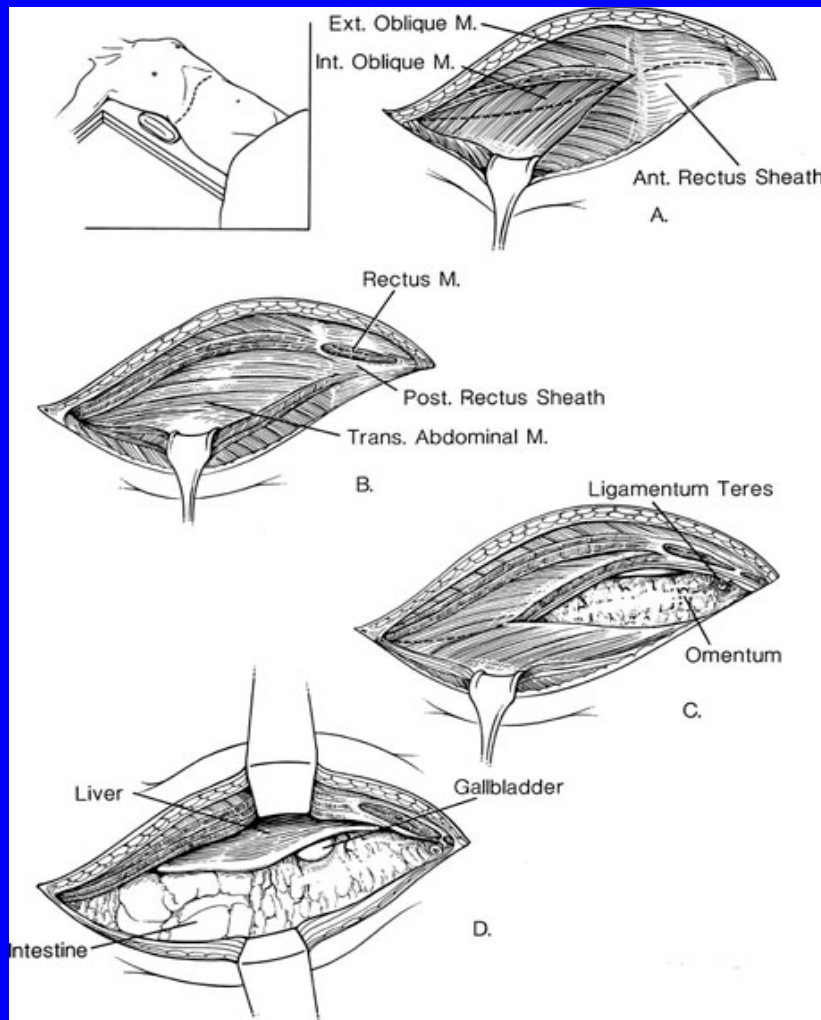 Ext. Oblique M.
Int. Oblique M.
Ant. Rectus Sheath
A.
Rectus M.
Post. Rectus Sheath
Trans. Abdominal M.
B.
Ligamentum Teres
Omentum
C.
Liver
Gallbladder
D.
Intestine